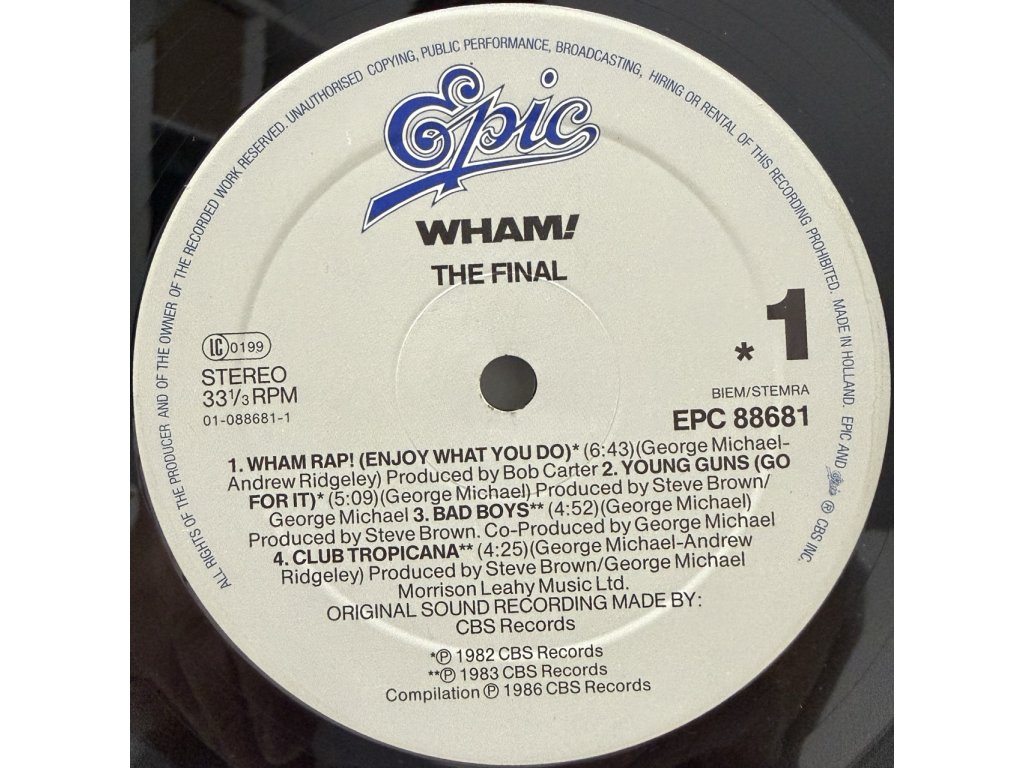 ALL RIGHTS OF THE PRODUCER AND OF THE OWNER OF THE RECORDED WORK RESERVED. UNAUTHORISED COPYING, PUBLIC PERFORMANCE, BROADCASTING, HIRING OR RENTAL OF THIS RECORDING PROHIBITED. MADE IN HOLLAND. EPIC AND Epic ® CBS INC.
Epic
WHAM!
THE FINAL
* 1
LC 0199
STEREO
33 1/3 RPM
01-088681-1
BIEM/STEMRA
EPC 88681
1. WHAM RAP! (ENJOY WHAT YOU DO)* (6:43)(George Michael-
Andrew Ridgeley) Produced by Bob Carter 2. YOUNG GUNS (GO
FOR IT)* (5:09)(George Michael) Produced by Steve Brown/
George Michael 3. BAD BOYS** (4:52)(George Michael)
Produced by Steve Brown. Co-Produced by George Michael
4. CLUB TROPICANA** (4:25)(George Michael-Andrew
Ridgeley) Produced by Steve Brown/George Michael
Morrison Leahy Music Ltd.
ORIGINAL SOUND RECORDING MADE BY:
CBS Records
*℗ 1982 CBS Records
**℗ 1983 CBS Records
Compilation ℗ 1986 CBS Records